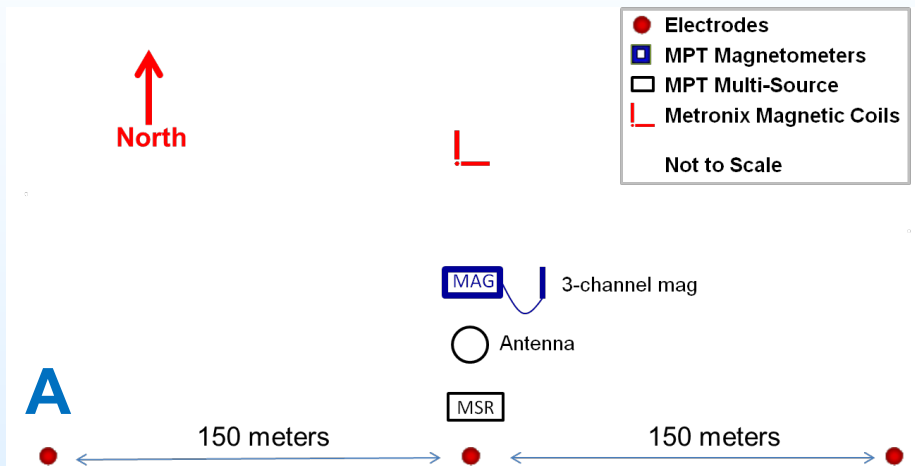 Electrodes
MPT Magnetometers
MPT Multi-Source
Metronix Magnetic Coils
Not to Scale
North
MAG
3-channel mag
Antenna
A
MSR
150 meters
150 meters